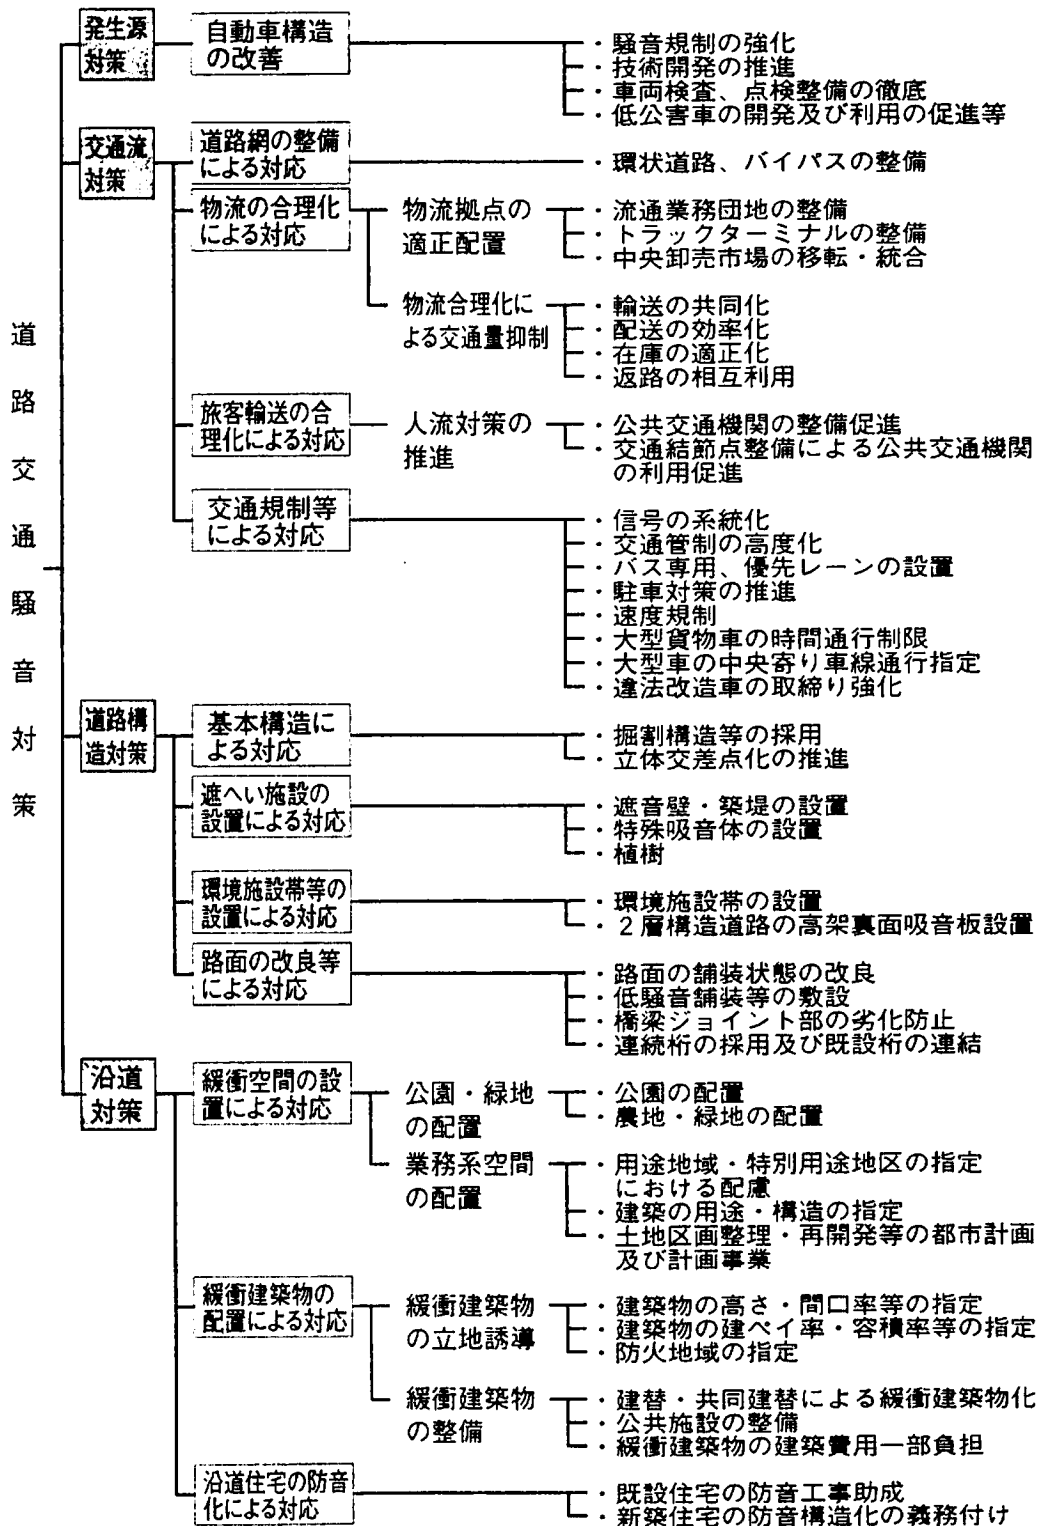 道路交通騒音対策
発生源
対策
自動車構造
の改善
・騒音規制の強化
・技術開発の推進
・車両検査、点検整備の徹底
・低公害車の開発及び利用の促進等
交通流
対策
道路網の整備
による対応
・環状道路、バイパスの整備
物流の合理化
による対応
物流拠点の
適正配置
・流通業務団地の整備
・トラックターミナルの整備
・中央卸売市場の移転・統合
物流合理化に
よる交通量抑制
・輸送の共同化
・配送の効率化
・在庫の適正化
・返路の相互利用
旅客輸送の合
理化による対応
人流対策の
推進
・公共交通機関の整備促進
・交通結節点整備による公共交通機関
の利用促進
交通規制等
による対応
・信号の系統化
・交通管制の高度化
・バス専用、優先レーンの設置
・駐車対策の推進
・速度規制
・大型貨物車の時間通行制限
・大型車の中央寄り車線通行指定
・違法改造車の取締り強化
道路構
造対策
基本構造に
よる対応
・掘割構造等の採用
・立体交差点化の推進
遮へい施設の
設置による対応
・遮音壁・築堤の設置
・特殊吸音体の設置
・植樹
環境施設帯等の
設置による対応
・環境施設帯の設置
・2層構造道路の高架裏面吸音板設置
路面の改良等
による対応
・路面の舗装状態の改良
・低騒音舗装等の敷設
・橋梁ジョイント部の劣化防止
・連続桁の採用及び既設桁の連結
沿道
対策
緩衝空間の設
置による対応
公園・緑地
の配置
・公園の配置
・農地・緑地の配置
業務系空間
の配置
・用途地域・特別用途地区の指定
における配慮
・建築の用途・構造の指定
・土地区画整理・再開発等の都市計画
及び計画事業
緩衝建築物の
配置による対応
緩衝建築物
の立地誘導
・建築物の高さ・間口率等の指定
・建築物の建ペイ率・容積率等の指定
・防火地域の指定
緩衝建築物
の整備
・建替・共同建替による緩衝建築物化
・公共施設の整備
・緩衝建築物の建築費用一部負担
沿道住宅の防音
化による対応
・既設住宅の防音工事助成
・新築住宅の防音構造化の義務付け